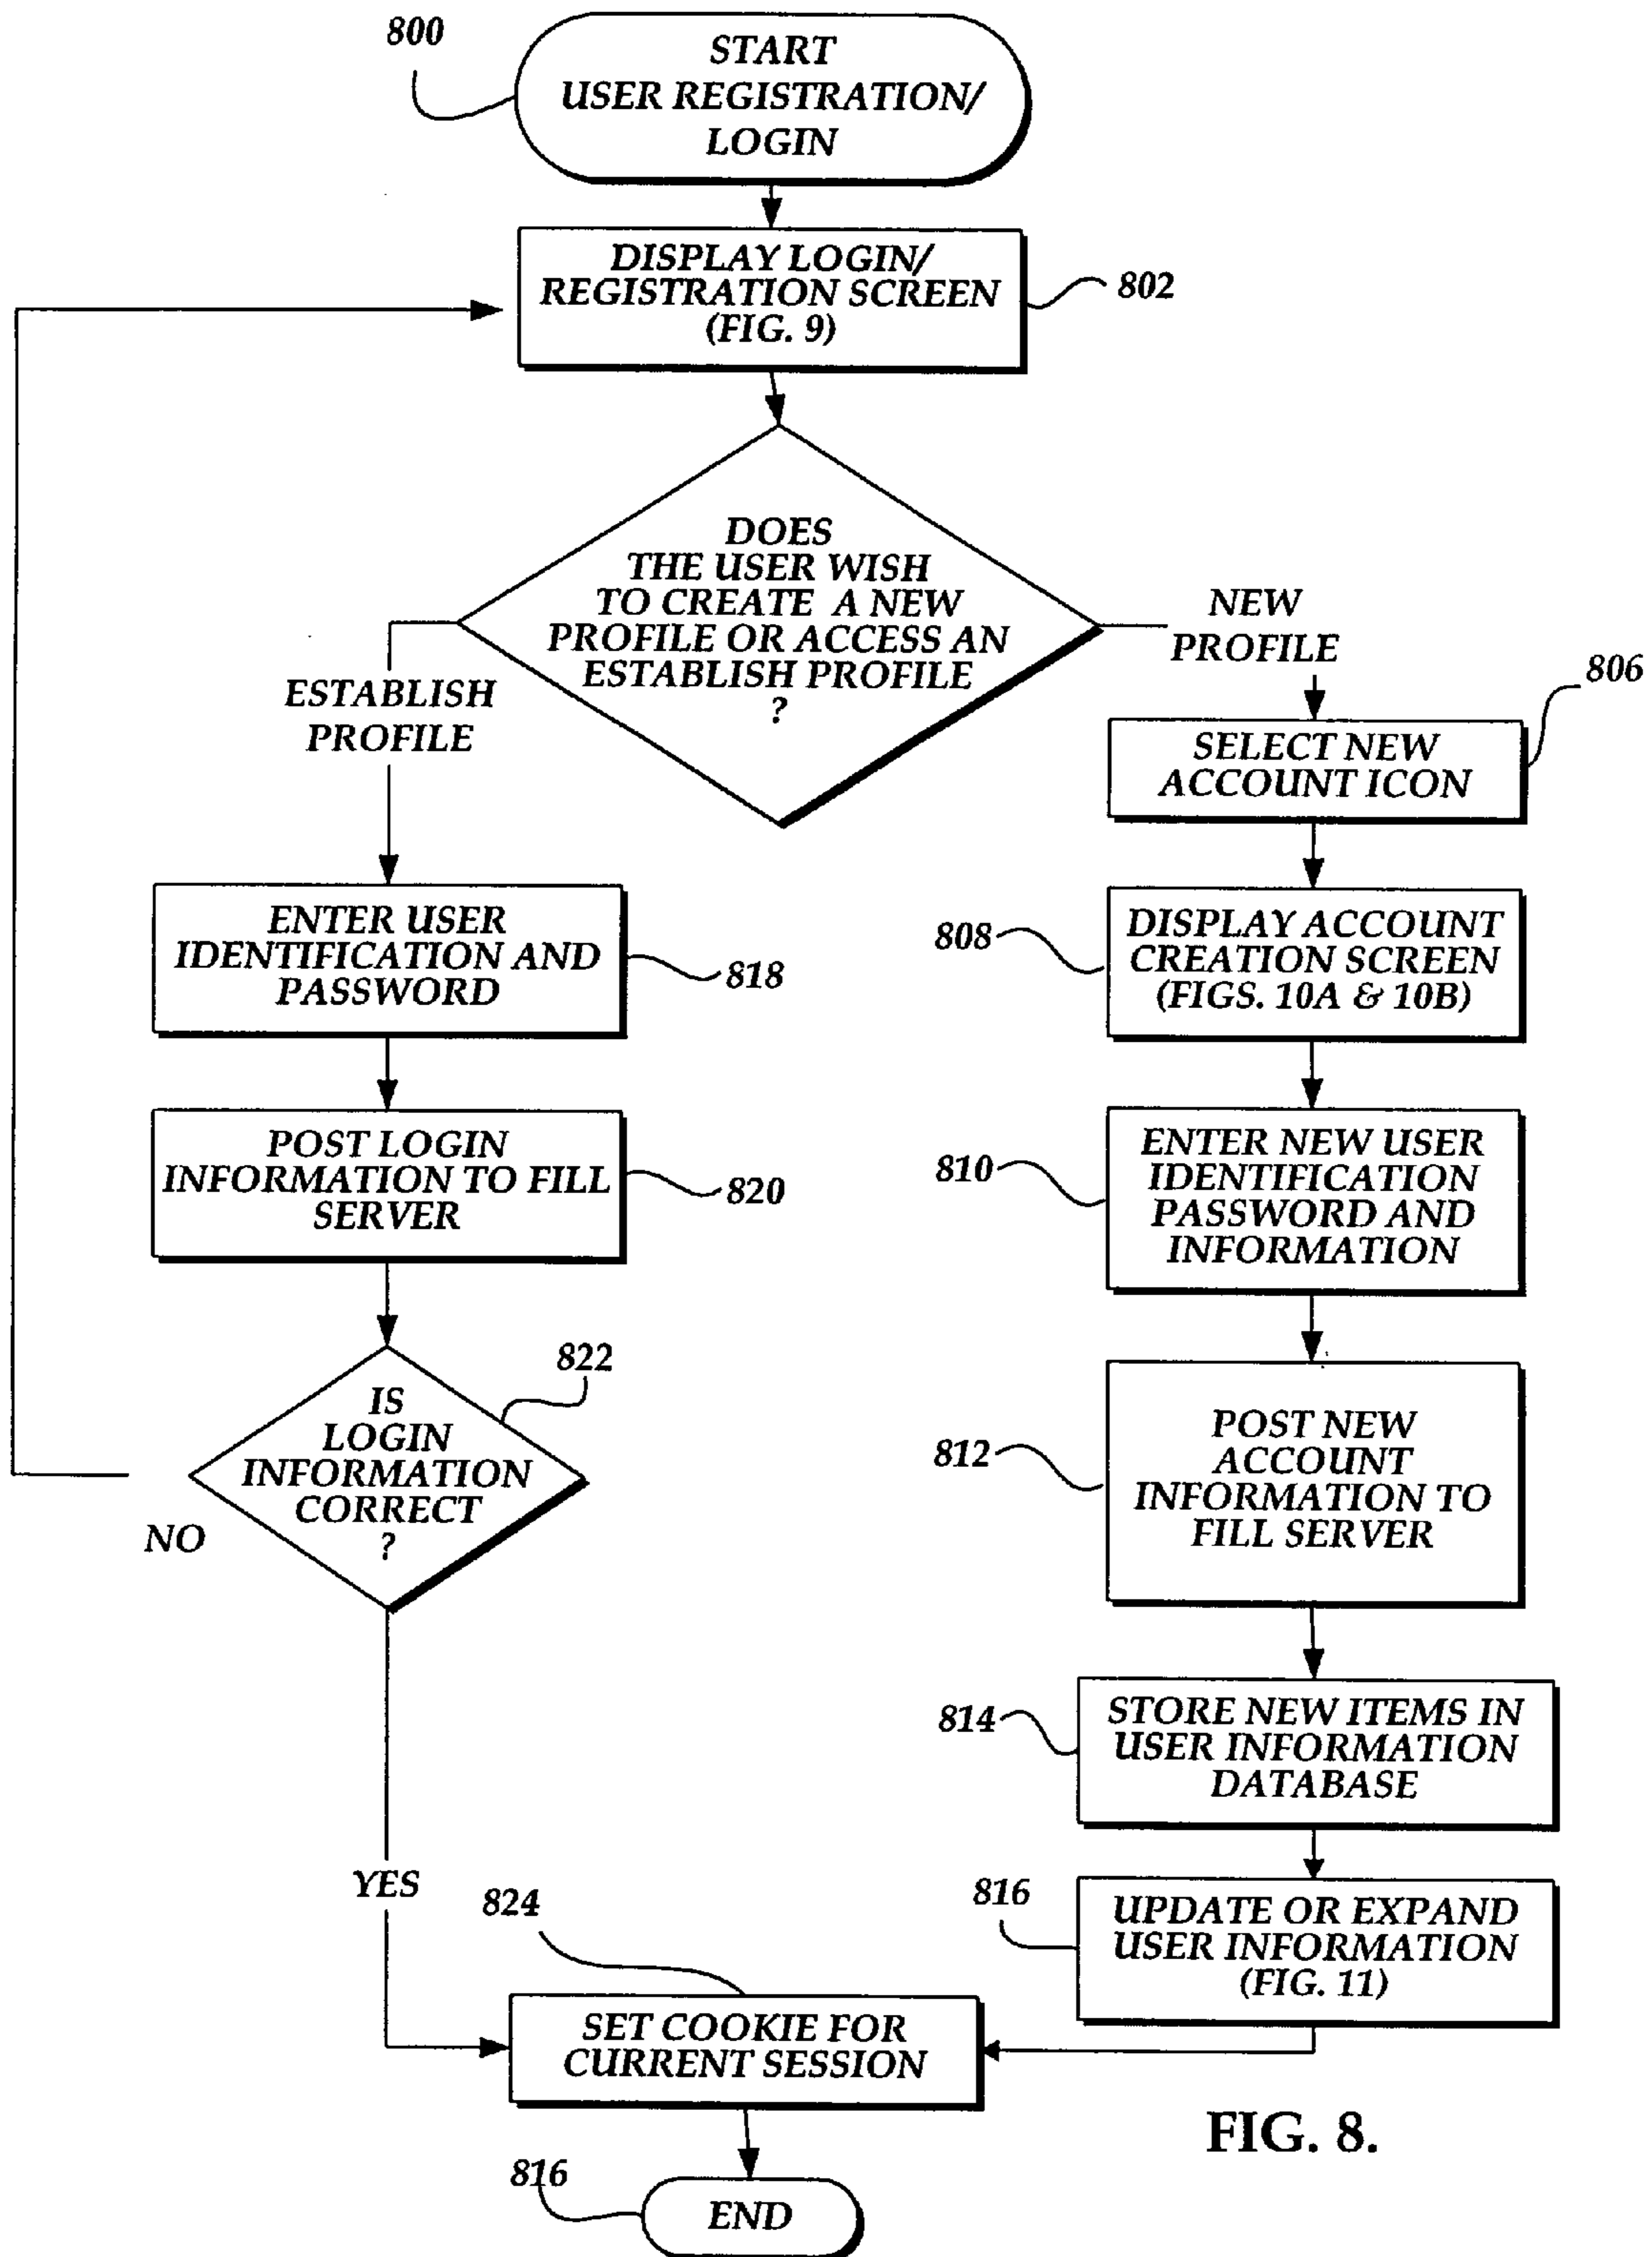 800
START
USER REGISTRATION/
LOGIN
DISPLAY LOGIN/
REGISTRATION SCREEN
(FIG. 9)
802
DOES
THE USER WISH
TO CREATE A NEW
PROFILE OR ACCESS AN
ESTABLISH PROFILE
?
ESTABLISH
PROFILE
NEW
PROFILE
806
SELECT NEW
ACCOUNT ICON
ENTER USER
IDENTIFICATION AND
PASSWORD
818
808
DISPLAY ACCOUNT
CREATION SCREEN
(FIGS. 10A & 10B)
POST LOGIN
INFORMATION TO FILL
SERVER
820
810
ENTER NEW USER
IDENTIFICATION
PASSWORD AND
INFORMATION
822
IS
LOGIN
INFORMATION
CORRECT
?
NO
812
POST NEW
ACCOUNT
INFORMATION TO
FILL SERVER
814
STORE NEW ITEMS IN
USER INFORMATION
DATABASE
YES
824
816
UPDATE OR EXPAND
USER INFORMATION
(FIG. 11)
SET COOKIE FOR
CURRENT SESSION
FIG. 8.
816
END